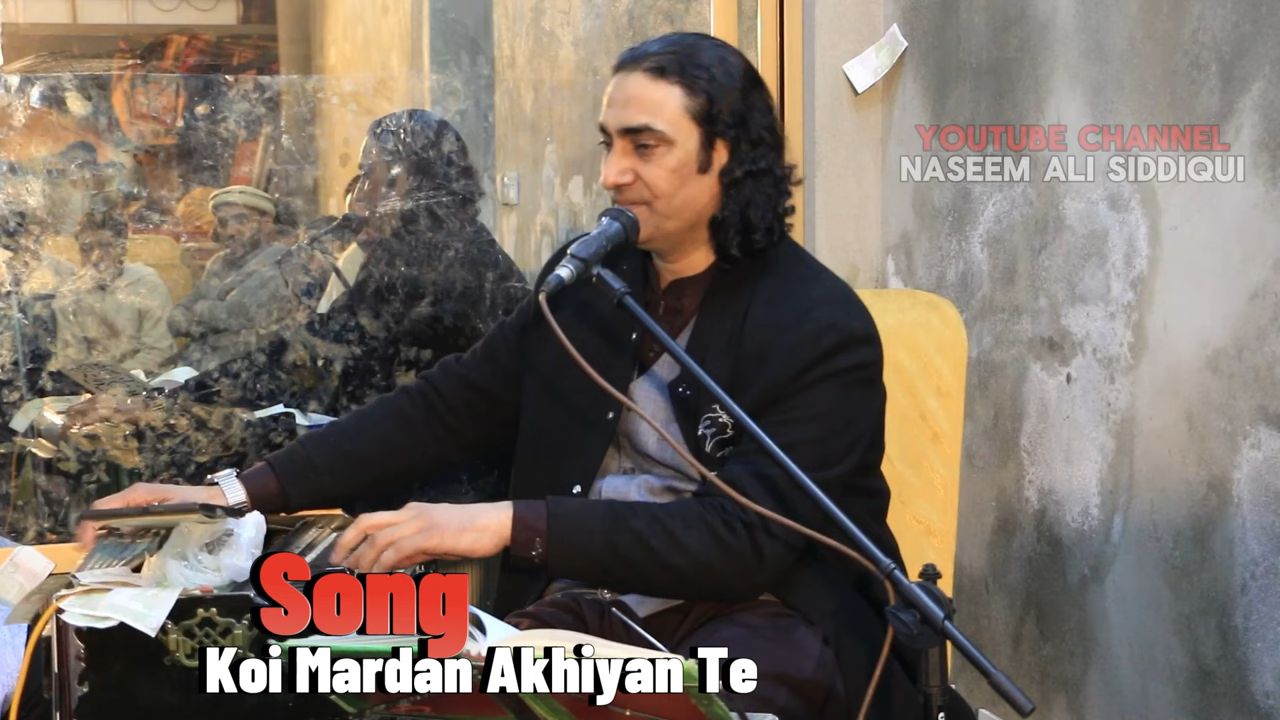 YOUTUBE CHANNEL
NASEEM ALI SIDDIQUI
Song
Koi Mardan Akhiyan Te